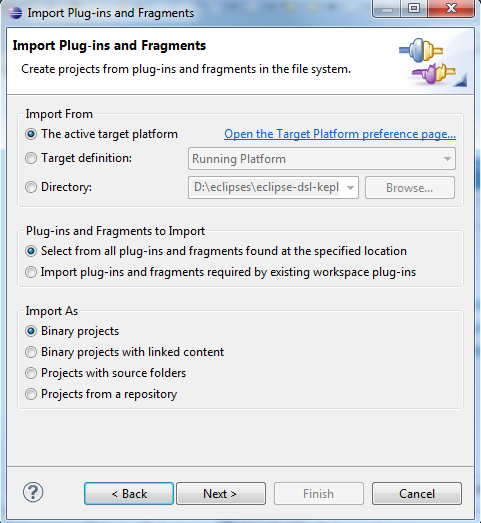 Import Plug-ins and Fragments
Import Plug-ins and Fragments
Create projects from plug-ins and fragments in the file system.
Import From
The active target platform Open the Target Platform preference page...
Target definition: Running Platform
Directory: D:\eclipses\eclipse-dsl-kepl Browse...
Plug-ins and Fragments to Import
Select from all plug-ins and fragments found at the specified location
Import plug-ins and fragments required by existing workspace plug-ins
Import As
Binary projects
Binary projects with linked content
Projects with source folders
Projects from a repository
? < Back Next > Finish Cancel